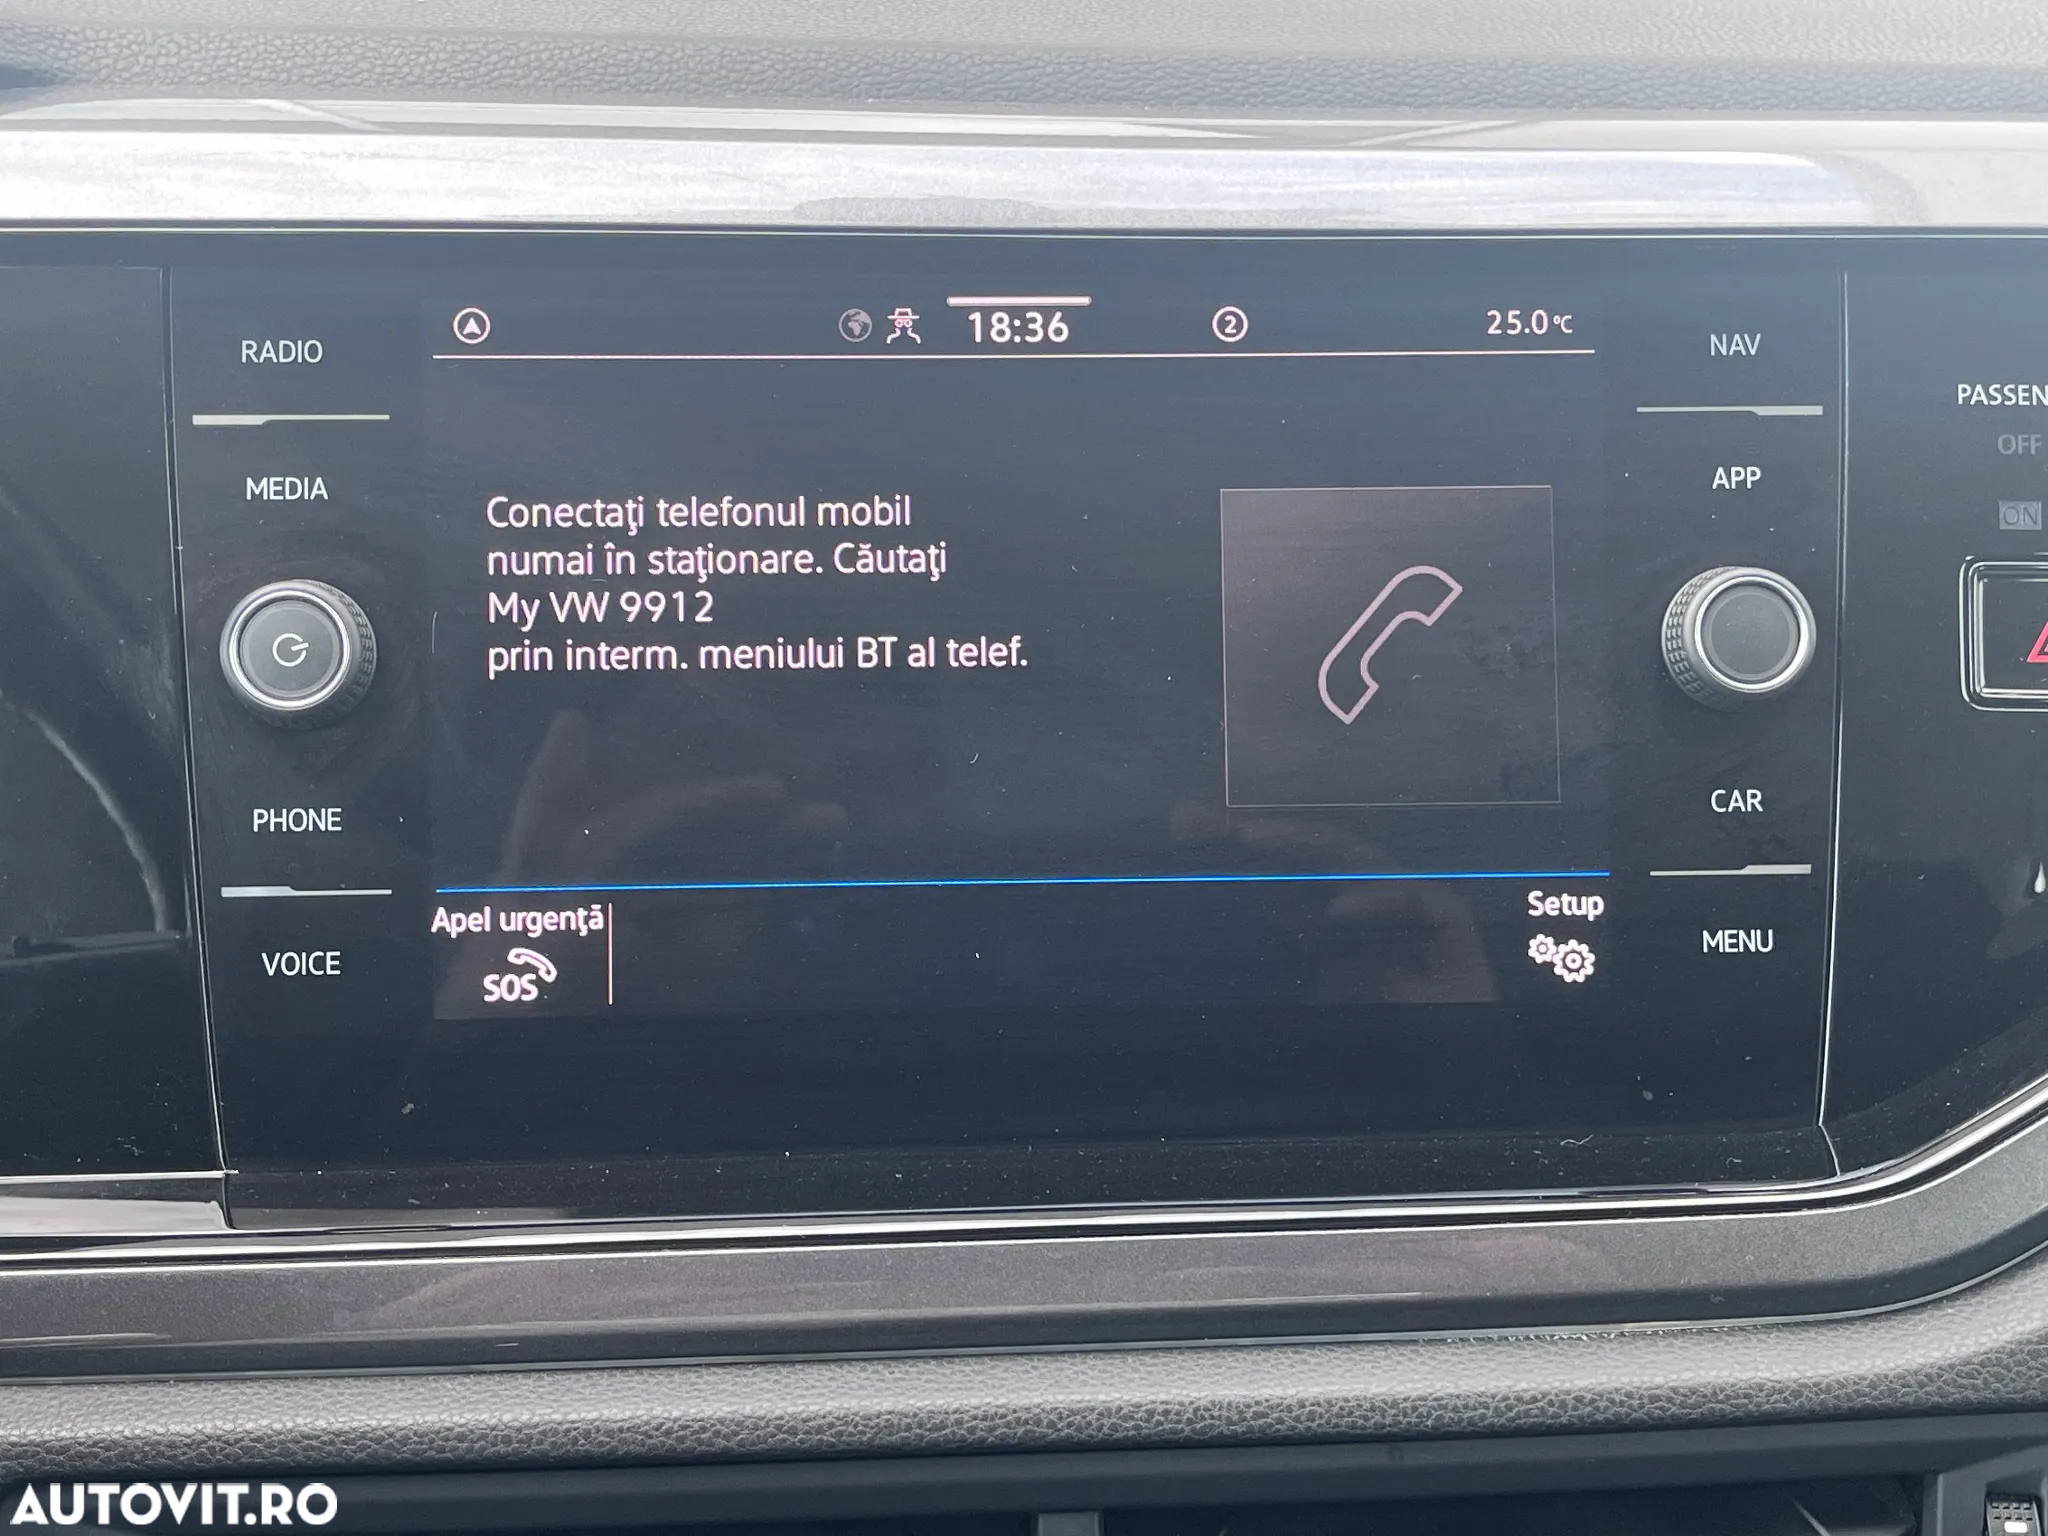 RADIO
MEDIA
PHONE
VOICE
18:36
2
25.0°C
Conectaţi telefonul mobil
numai în staţionare. Căutaţi
My VW 9912
prin interm. meniului BT al telef.
Apel urgenţă
SOS
Setup
NAV
APP
CAR
MENU
PASSEN
OFF
ON
AUTOVIT.RO